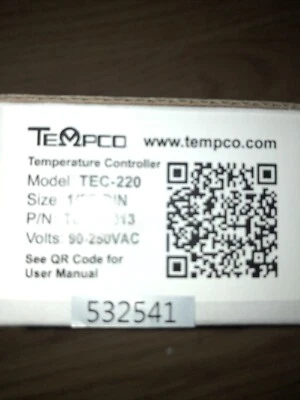 TEMPCO www.tempco.com
Temperature Controller
Model: TEC-220
Size:
P/N:
Volts: 90-250VAC
See QR Code for
User Manual
532541